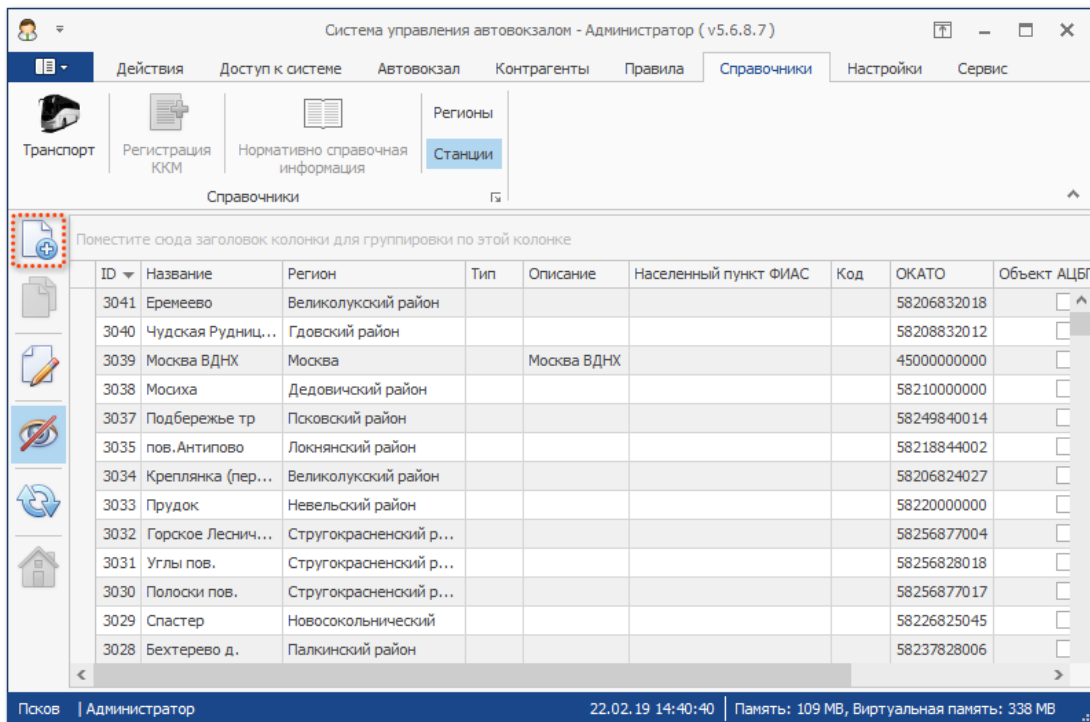 Система управления автовокзалом - Администратор ( v5.6.8.7 )
Действия Доступ к системе Автовокзал Контрагенты Правила Справочники Настройки Сервис
Транспорт
Регистрация ККМ
Нормативно справочная информация
Регионы
Станции
Справочники
Поместите сюда заголовок колонки для группировки по этой колонке
ID Название Регион Тип Описание Населенный пункт ФИАС Код ОКАТО Объект АЦБП
3041 Еремеево Великолукский район 58206832018
3040 Чудская Рудниц... Гдовский район 58208832012
3039 Москва ВДНХ Москва Москва ВДНХ 45000000000
3038 Мосиха Дедовичский район 58210000000
3037 Подбережье тр Псковский район 58249840014
3035 пов.Антипово Локнянский район 58218844002
3034 Креплянка (пер... Великолукский район 58206824027
3033 Прудок Невельский район 58220000000
3032 Горское Леснич... Стругокрасненский р... 58256877004
3031 Углы пов. Стругокрасненский р... 58256828018
3030 Полоски пов. Стругокрасненский р... 58256877017
3029 Спастер Новосокольнический 58226825045
3028 Бехтерево д. Палкинский район 58237828006
Псков | Администратор 22.02.19 14:40:40 Память: 109 MB, Виртуальная память: 338 MB